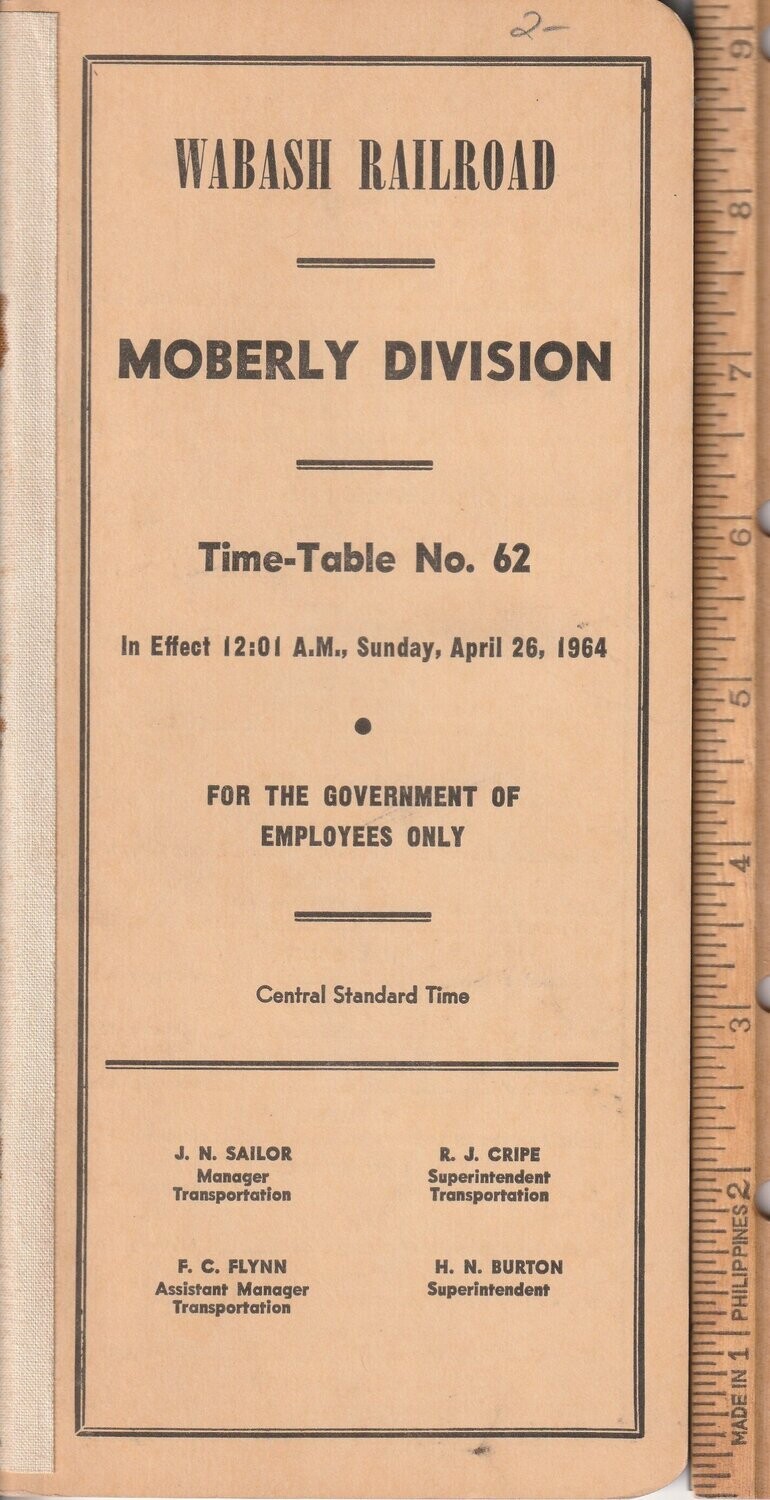 2-
WABASH RAILROAD
MOBERLY DIVISION
Time-Table No. 62
In Effect 12:01 A.M., Sunday, April 26, 1964
FOR THE GOVERNMENT OF
EMPLOYEES ONLY
Central Standard Time
J. N. SAILOR
Manager
Transportation
R. J. CRIPE
Superintendent
Transportation
F. C. FLYNN
Assistant Manager
Transportation
H. N. BURTON
Superintendent
9
8
7
6
5
4
3
2
1
MADE IN PHILIPPINES